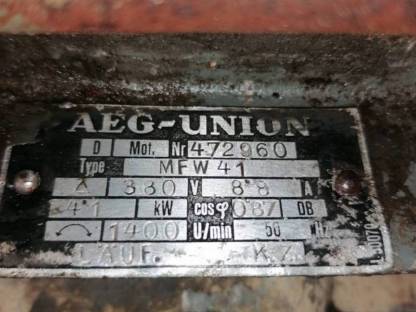 AEG-UNION
D Mot. Nr 472960
Type MFW 41
380 V 8.8 A
4.1 kW cosφ 0.87 DB
1400 U/min 50 Hz
LAUF. K.Z.